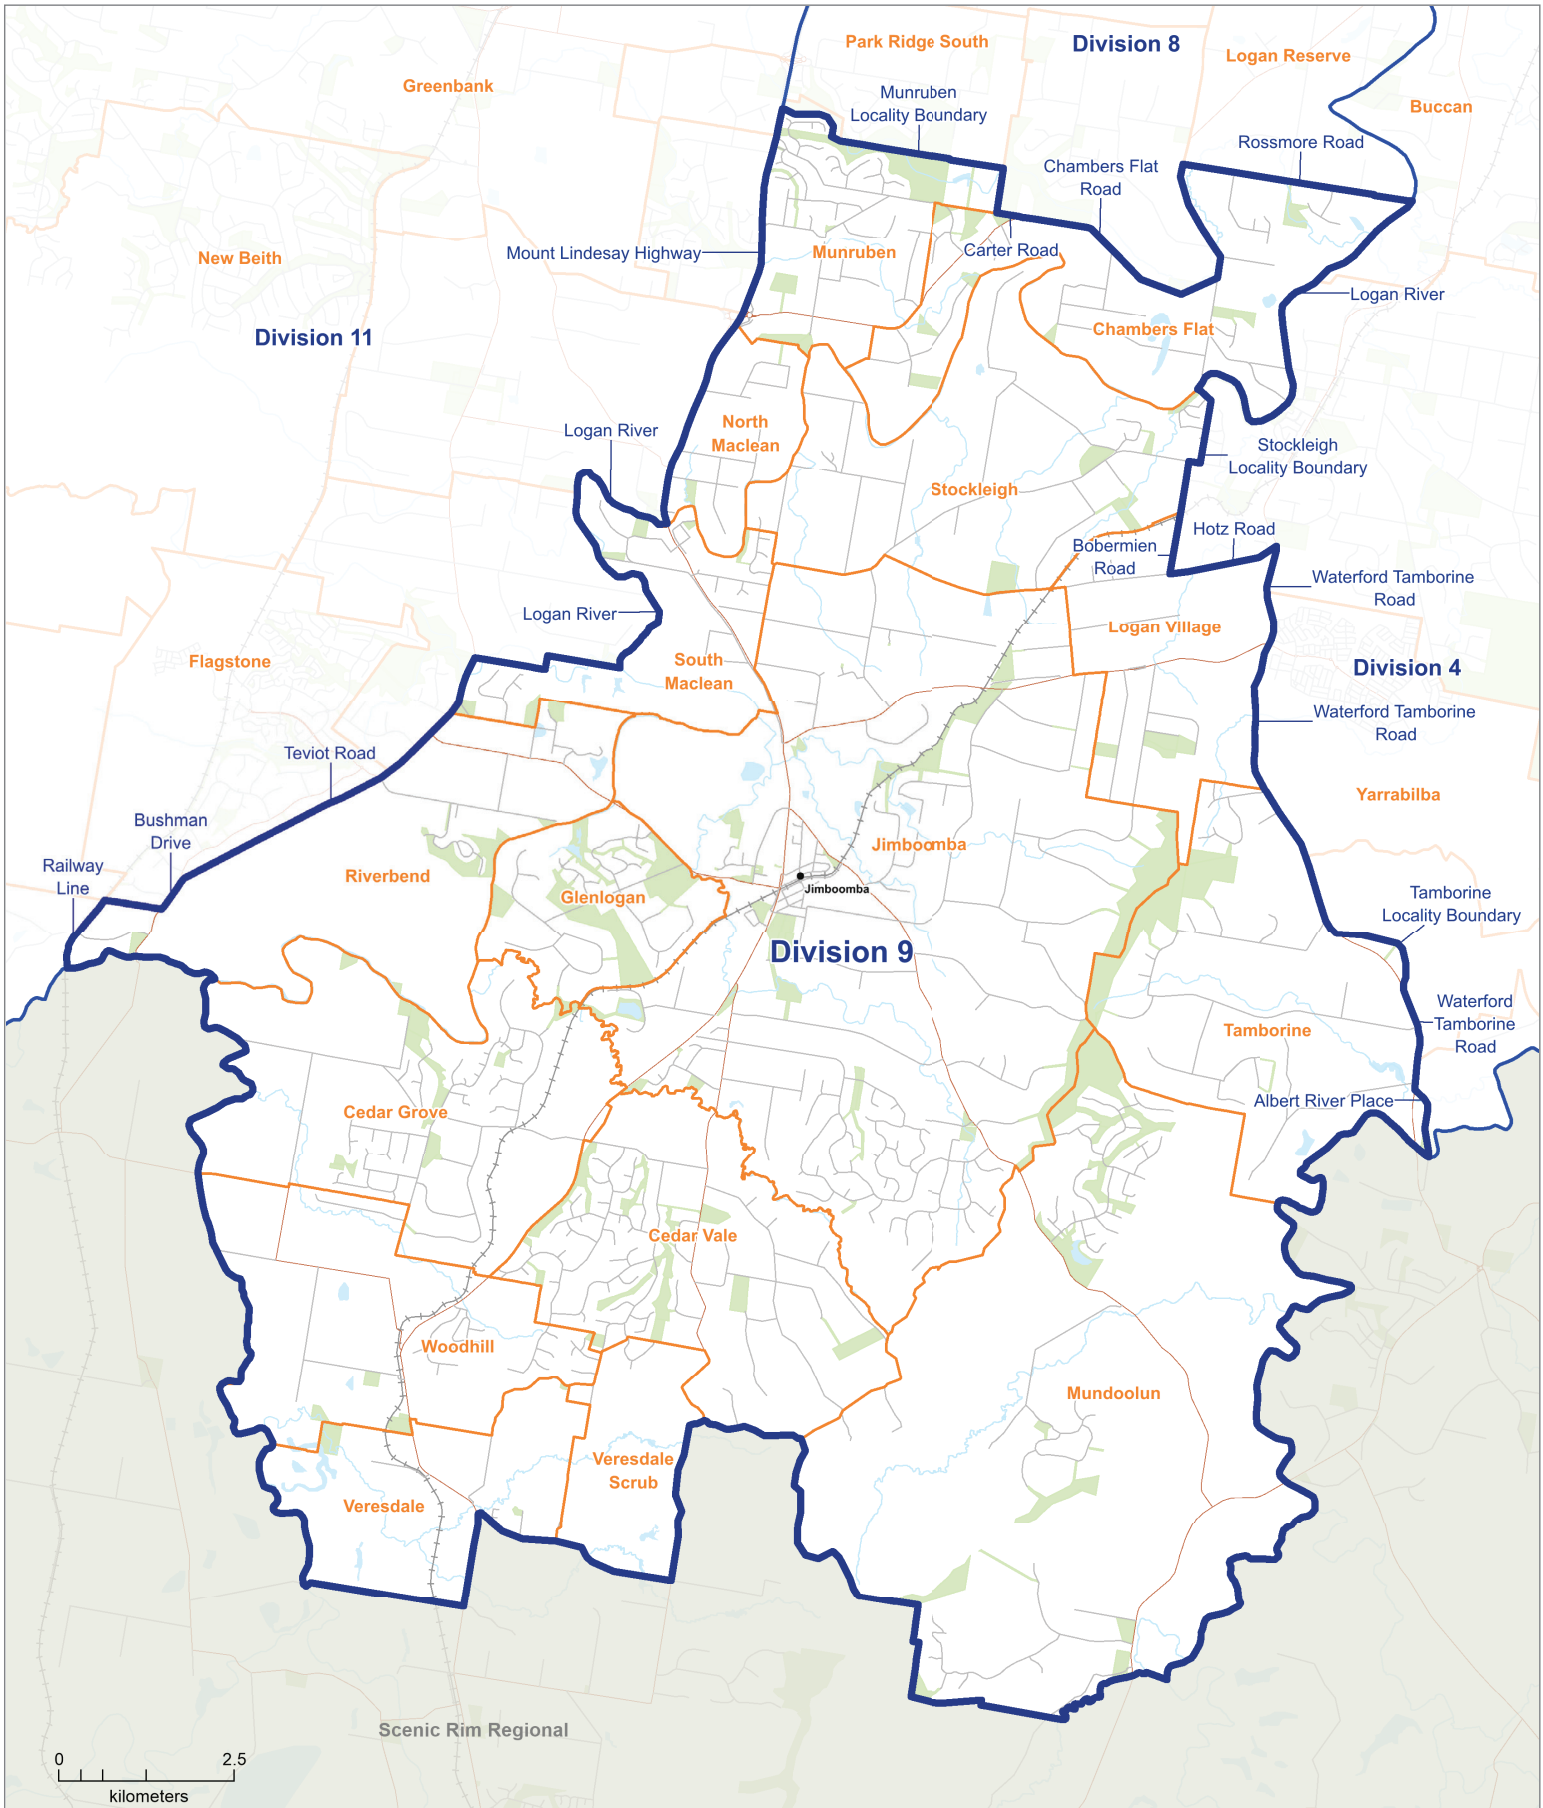 Park Ridge South
Division 8
Logan Reserve
Greenbank
Munruben
Locality Boundary
Buccan
Rossmore Road
Chambers Flat
Road
New Beith
Mount Lindesay Highway
Munruben
Carter Road
Logan River
Division 11
Chambers Flat
North
Maclean
Logan River
Stockleigh
Locality Boundary
Stockleigh
Hotz Road
Bobermien
Road
Waterford Tamborine
Road
Logan River
Logan Village
Flagstone
South
Maclean
Division 4
Waterford Tamborine
Road
Teviot Road
Yarrabilba
Bushman
Drive
Jimboomba
Railway
Line
Riverbend
Glenlogan
Jimboomba
Tamborine
Locality Boundary
Division 9
Waterford
Tamborine
Road
Tamborine
Albert River Place
Cedar Grove
Cedar Vale
Woodhill
Mundoolun
Veresdale
Scrub
Veresdale
Scenic Rim Regional
0 2.5
kilometers